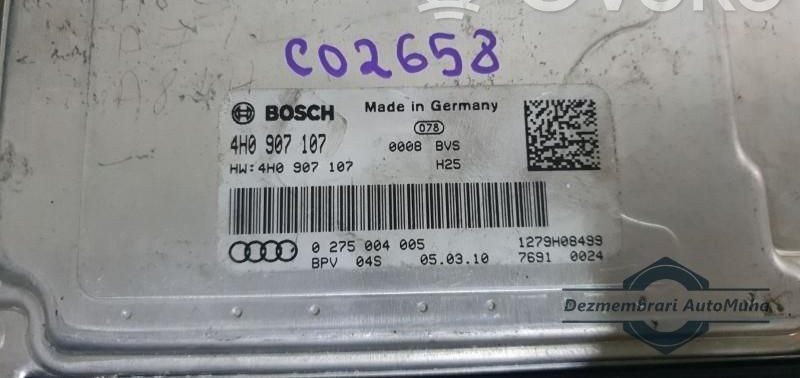 C02658
BOSCH Made in Germany
078
4H0 907 107 0008 BVS
HW:4H0 907 107 H25
0 275 004 005 1279H08499
BPV 04S 05.03.10 7691 0024
Dezmembrari AutoMuha